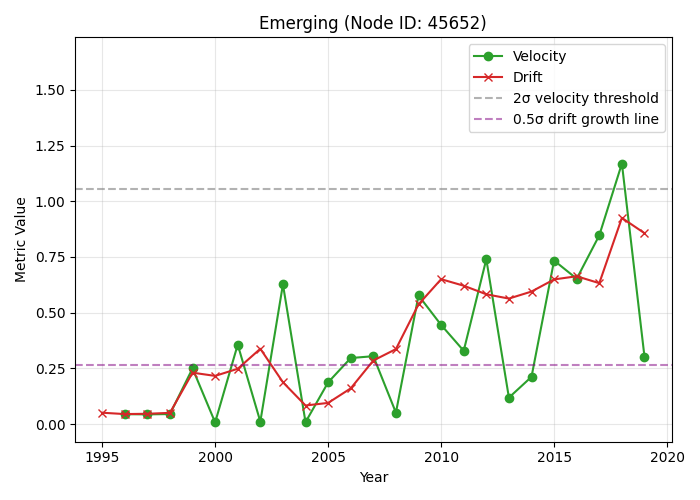 Emerging (Node ID: 45652)
Velocity
Drift
2σ velocity threshold
0.5σ drift growth line
Metric Value
1.50
1.25
1.00
0.75
0.50
0.25
0.00
1995 2000 2005 2010 2015 2020
Year